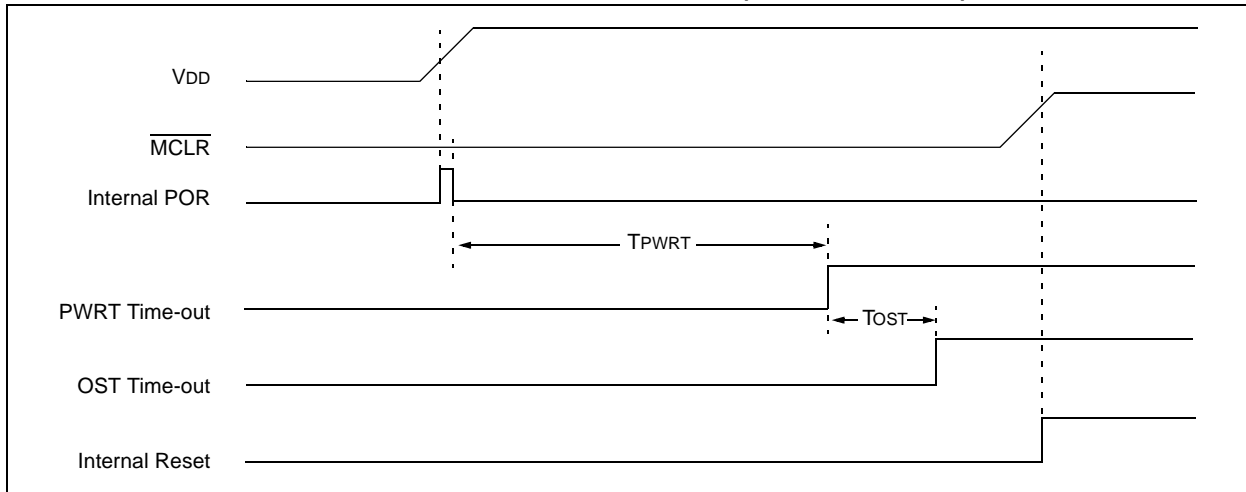 VDD
MCLR
Internal POR
TPWRT
PWRT Time-out
TOST
OST Time-out
Internal Reset